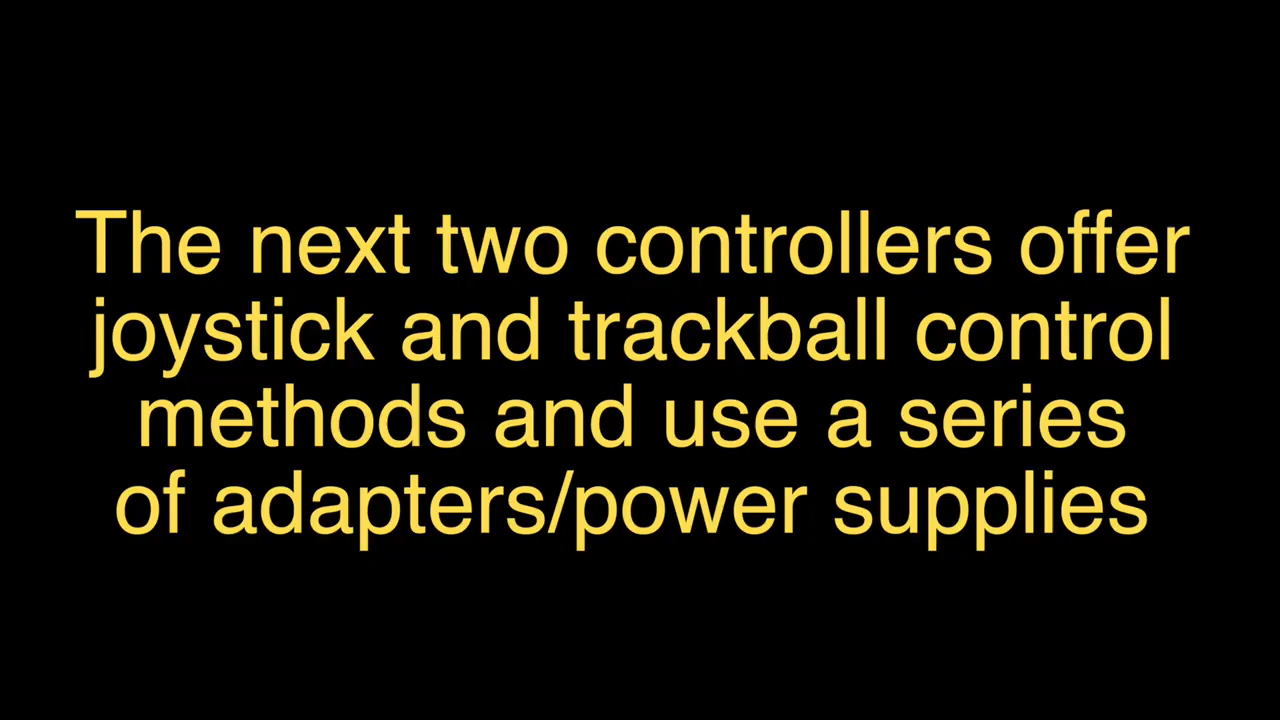 The next two controllers offer
joystick and trackball control
methods and use a series
of adapters/power supplies